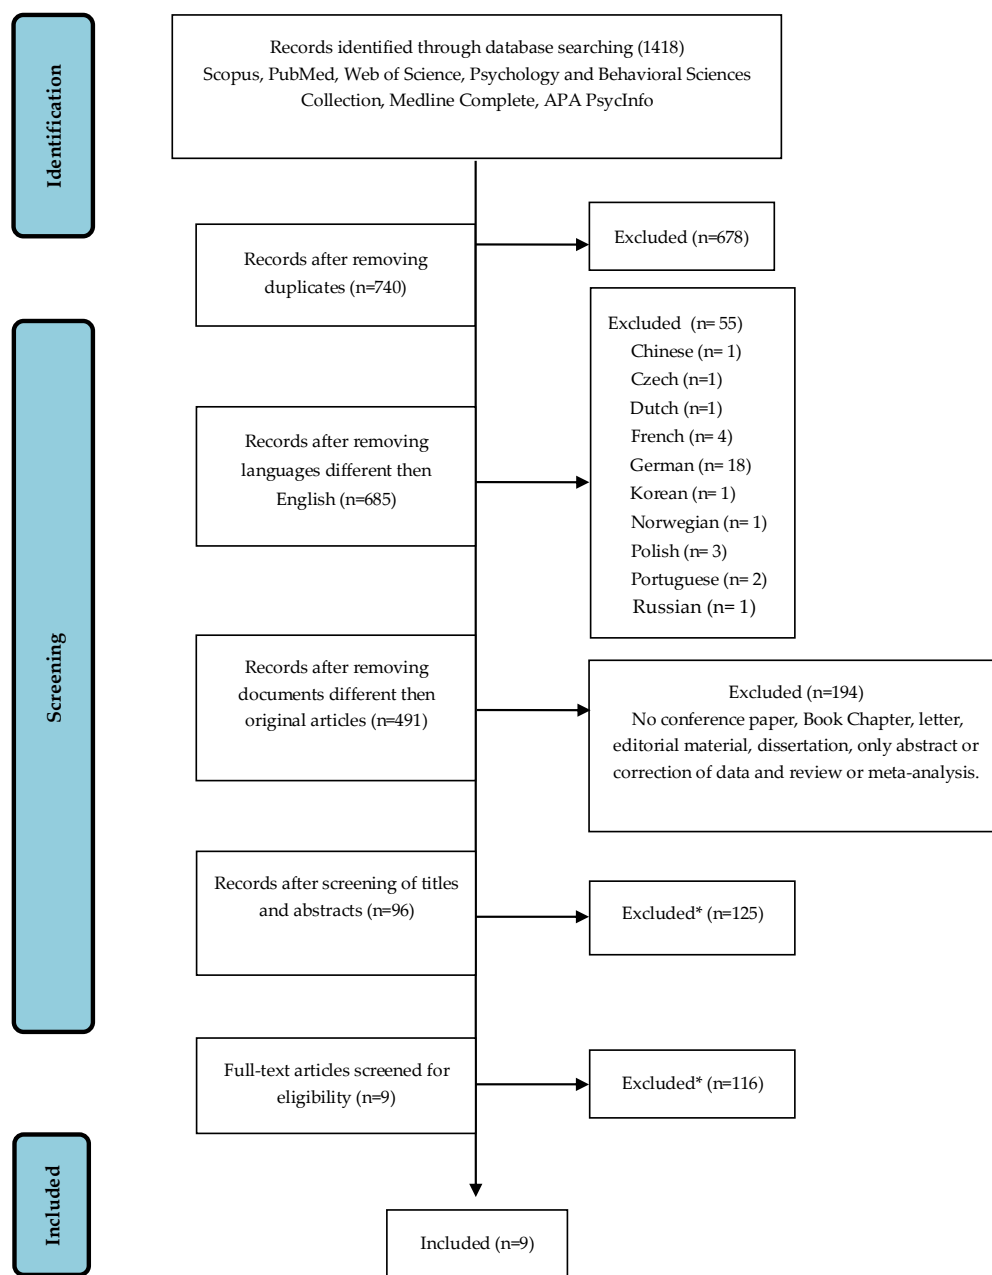 Identification
Records identified through database searching (1418)
Scopus, PubMed, Web of Science, Psychology and Behavioral Sciences
Collection, Medline Complete, APA PsycInfo
Records after removing
duplicates (n=740)
Excluded (n=678)
Screening
Records after removing
languages different then
English (n=685)
Excluded (n= 55)
Chinese (n= 1)
Czech (n=1)
Dutch (n=1)
French (n= 4)
German (n= 18)
Korean (n= 1)
Norwegian (n= 1)
Polish (n= 3)
Portuguese (n= 2)
Russian (n= 1)
Records after removing
documents different then
original articles (n=491)
Excluded (n=194)
No conference paper, Book Chapter, letter,
editorial material, dissertation, only abstract or
correction of data and review or meta-analysis.
Records after screening of titles
and abstracts (n=96)
Excluded* (n=125)
Full-text articles screened for
eligibility (n=9)
Excluded* (n=116)
Included
Included (n=9)